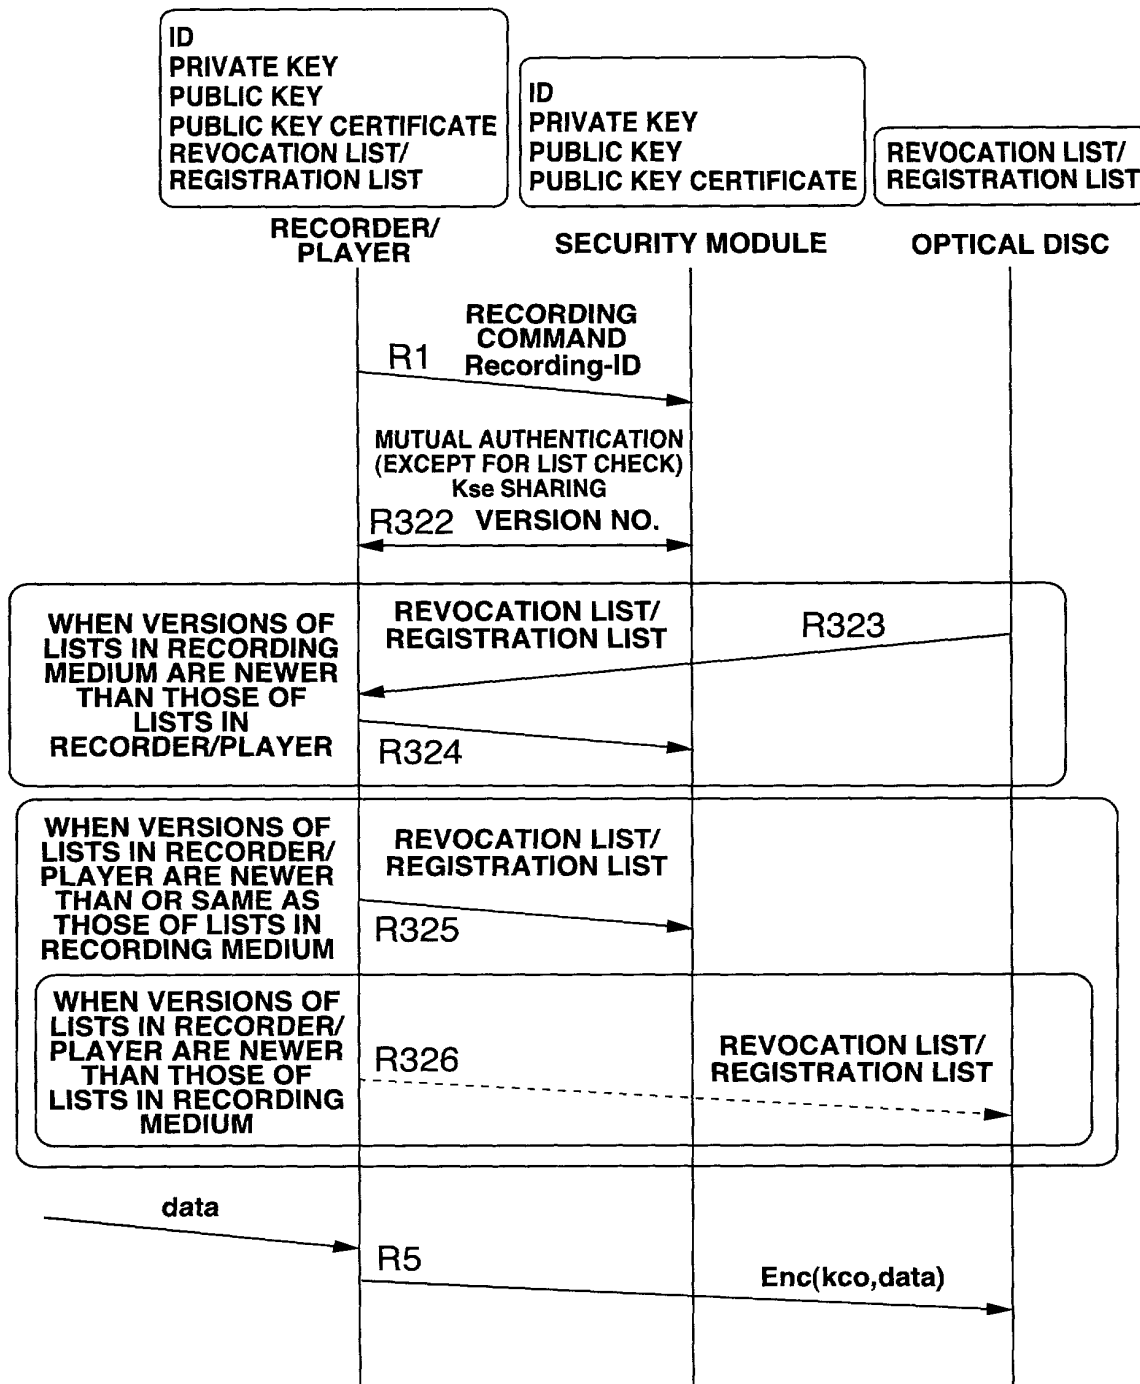 ID
PRIVATE KEY
PUBLIC KEY
PUBLIC KEY CERTIFICATE
REVOCATION LIST/
REGISTRATION LIST
RECORDER/
PLAYER
ID
PRIVATE KEY
PUBLIC KEY
PUBLIC KEY CERTIFICATE
SECURITY MODULE
REVOCATION LIST/
REGISTRATION LIST
OPTICAL DISC
RECORDING
COMMAND
R1 Recording-ID
MUTUAL AUTHENTICATION
(EXCEPT FOR LIST CHECK)
Kse SHARING
R322 VERSION NO.
WHEN VERSIONS OF
LISTS IN RECORDING
MEDIUM ARE NEWER
THAN THOSE OF
LISTS IN
RECORDER/PLAYER
REVOCATION LIST/
REGISTRATION LIST
R323
R324
WHEN VERSIONS OF
LISTS IN RECORDER/
PLAYER ARE NEWER
THAN OR SAME AS
THOSE OF LISTS IN
RECORDING MEDIUM
REVOCATION LIST/
REGISTRATION LIST
R325
WHEN VERSIONS OF
LISTS IN RECORDER/
PLAYER ARE NEWER
THAN THOSE OF
LISTS IN RECORDING
MEDIUM
R326
REVOCATION LIST/
REGISTRATION LIST
data
R5
Enc(kco,data)